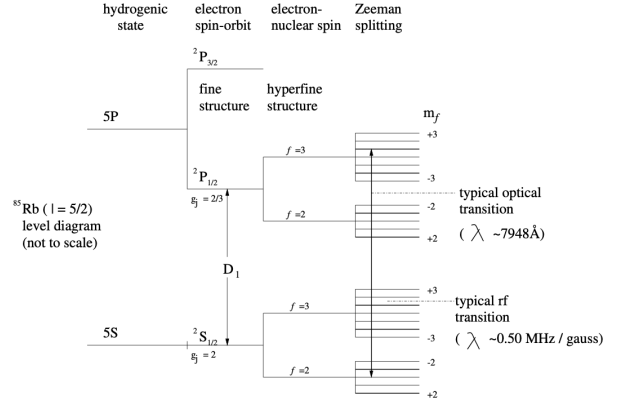 hydrogenic
state
electron
spin-orbit
electron-
nuclear spin
Zeeman
splitting
²P₃/₂
fine
structure
hyperfine
structure
m_f
5P
+3
f =3
²P₁/₂
-3
g_j = 2/3
typical optical
transition
( λ ~7948Å)
-2
f =2
+2
⁸⁵Rb ( I = 5/2)
level diagram
(not to scale)
D₁
+3
f =3
typical rf
transition
( λ ~0.50 MHz / gauss)
5S
²S₁/₂
-3
g_j = 2
-2
f =2
+2